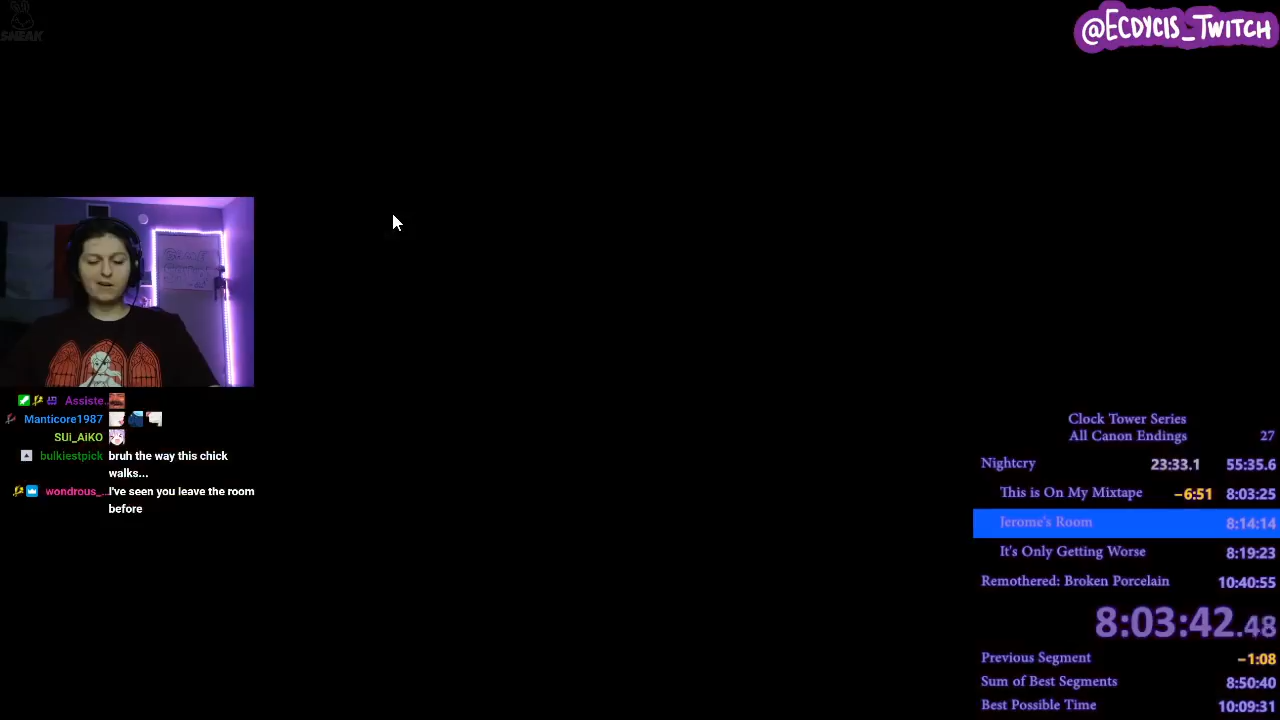 SNEAK
@ECDYCIS_TWITCH
Assiste..
Manticore1987
SUi_AiKO
bulkiestpick bruh the way this chick
walks...
wondrous_... I've seen you leave the room
before
Clock Tower Series
All Canon Endings 27
Nightcry 23:33.1 55:35.6
This is On My Mixtape −6:51 8:03:25
Jerome's Room 8:14:14
It's Only Getting Worse 8:19:23
Remothered: Broken Porcelain 10:40:55
8:03:42.48
Previous Segment −1:08
Sum of Best Segments 8:50:40
Best Possible Time 10:09:31